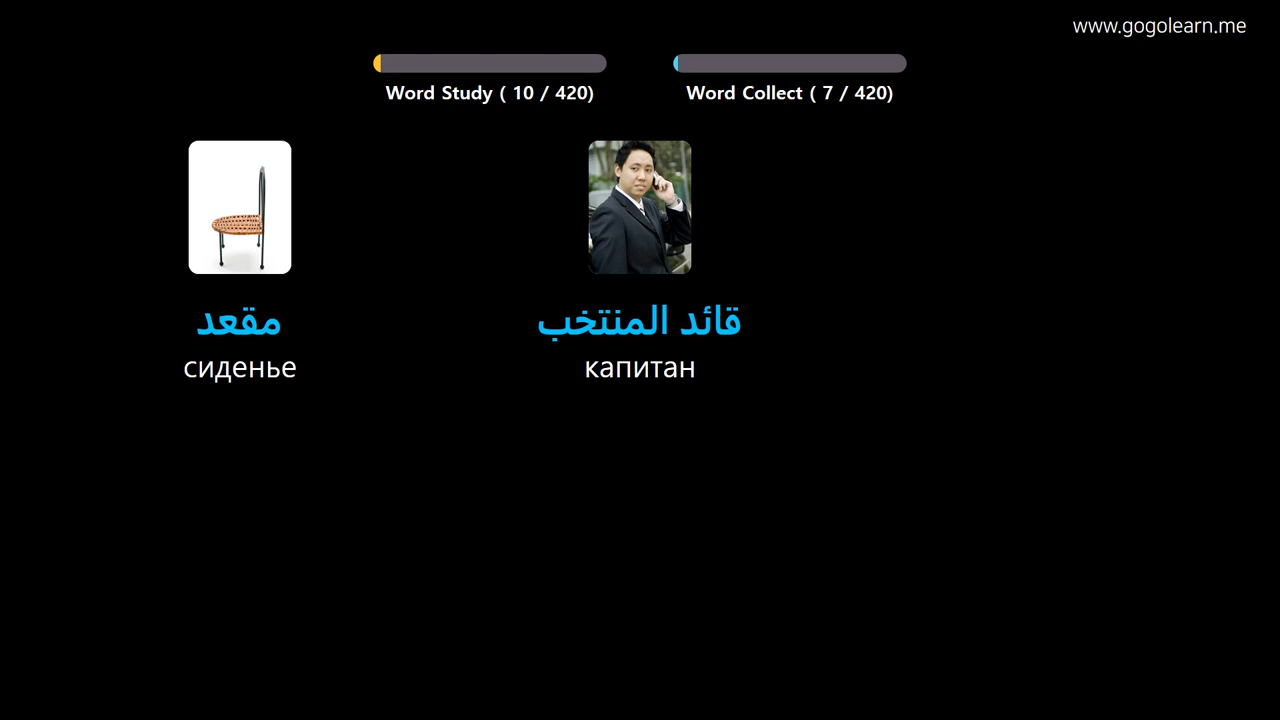 www.gogolearn.me
Word Study ( 10 / 420)
Word Collect ( 7 / 420)
مقعد
сиденье
قائد المنتخب
капитан